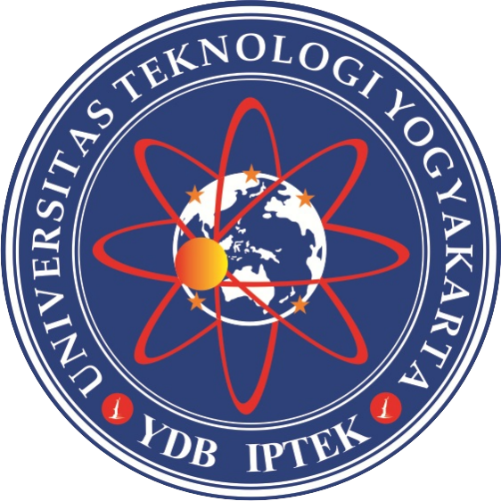 UNIVERSITAS TEKNOLOGI YOGYAKARTA
YDB IPTEK